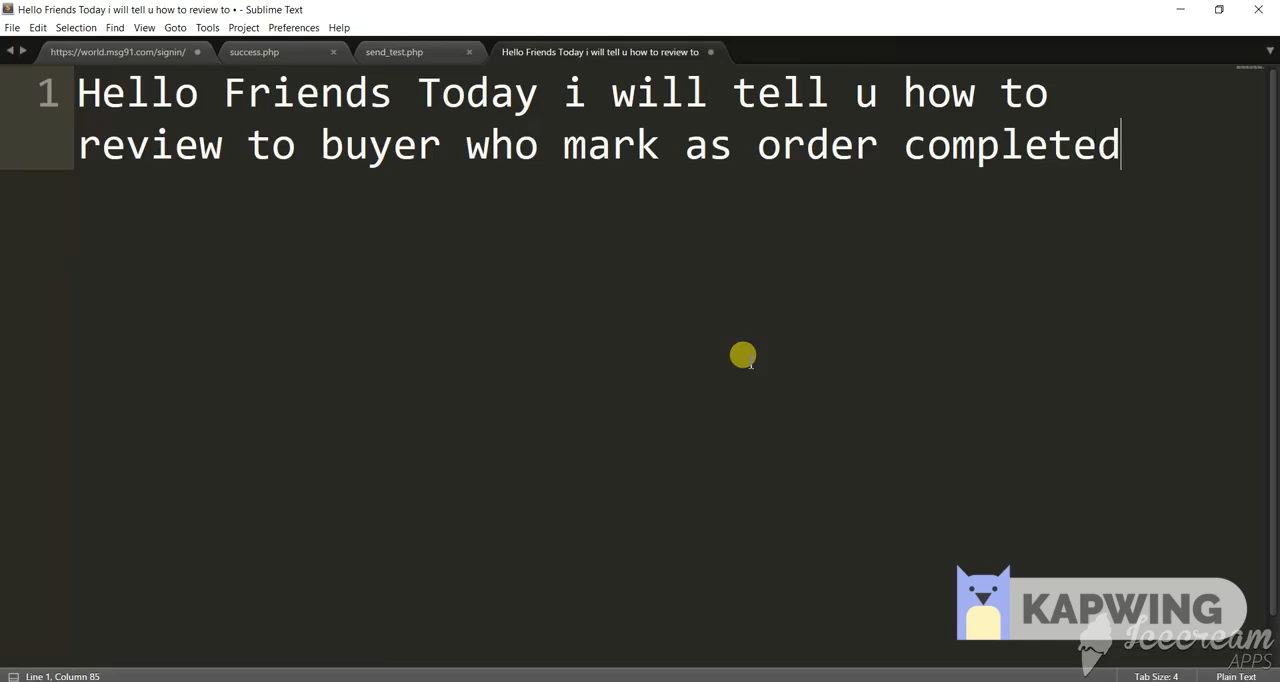 Hello Friends Today i will tell u how to review to • - Sublime Text
File Edit Selection Find View Goto Tools Project Preferences Help
https://world.msg91.com/signin/ success.php send_test.php Hello Friends Today i will tell u how to review to
1 Hello Friends Today i will tell u how to
review to buyer who mark as order completed
KAPWING
Icecream
APPS
Line 1, Column 85 Tab Size: 4 Plain Text